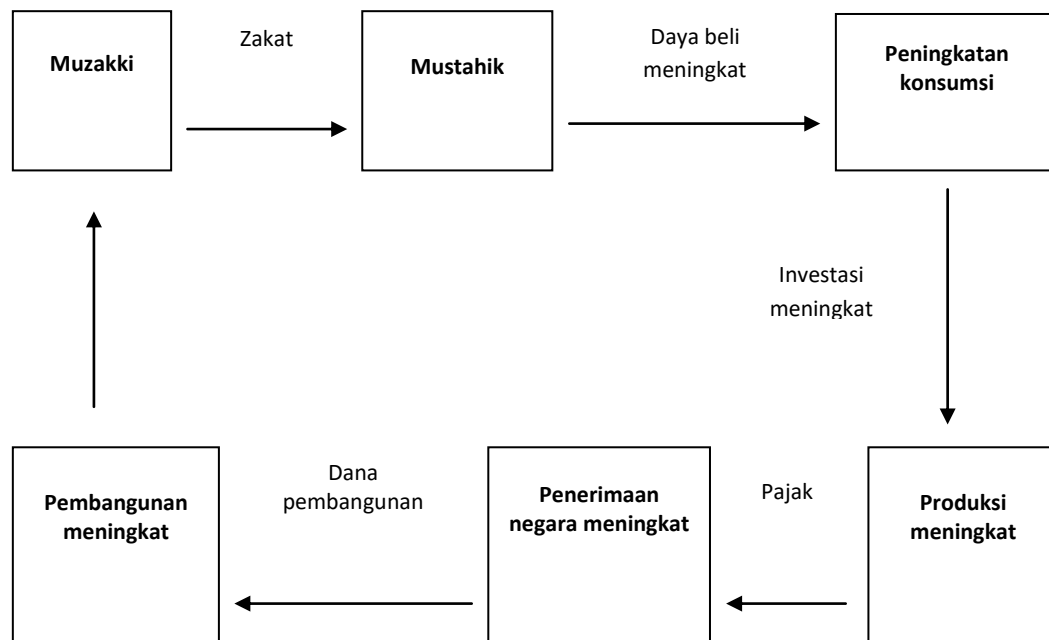 Zakat
Muzakki
Mustahik
Daya beli
meningkat
Peningkatan
konsumsi
Investasi
meningkat
Pembangunan
meningkat
Dana
pembangunan
Penerimaan
negara meningkat
Pajak
Produksi
meningkat